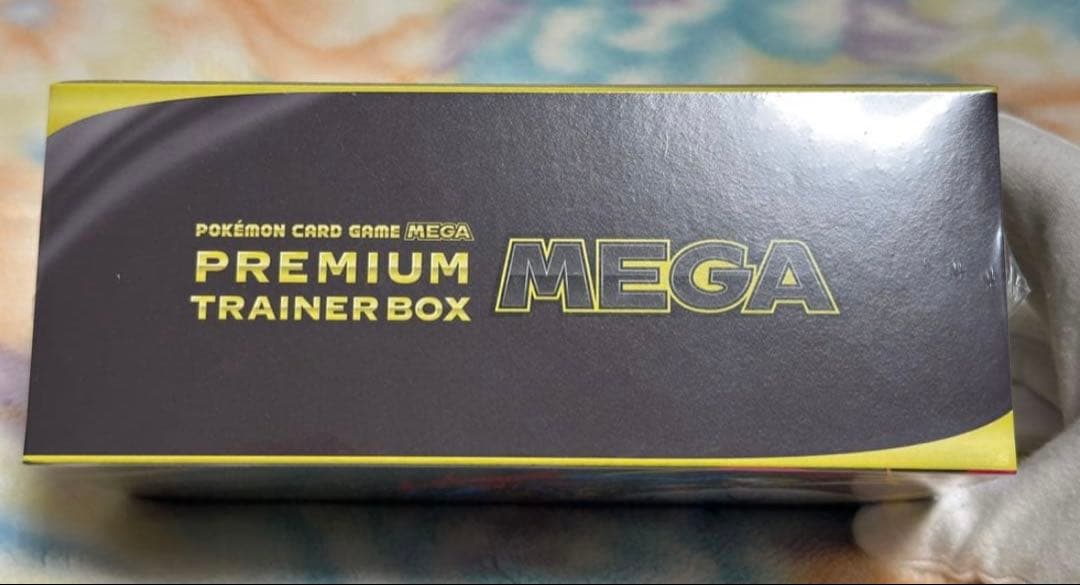 POKÉMON CARD GAME MEGA
PREMIUM
TRAINER BOX
MEGA